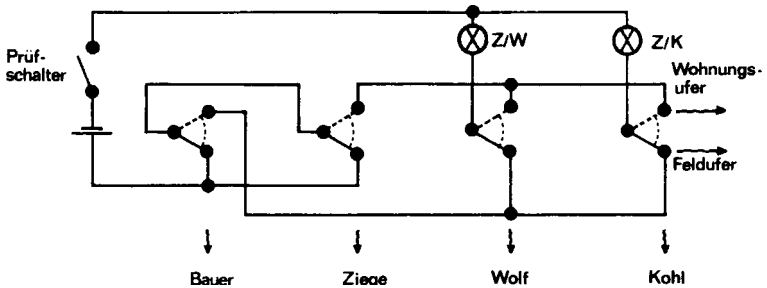 Prüf-
schalter
Z/W
Z/K
Wohnungs-
ufer
Feldufer
Bauer
Ziege
Wolf
Kohl